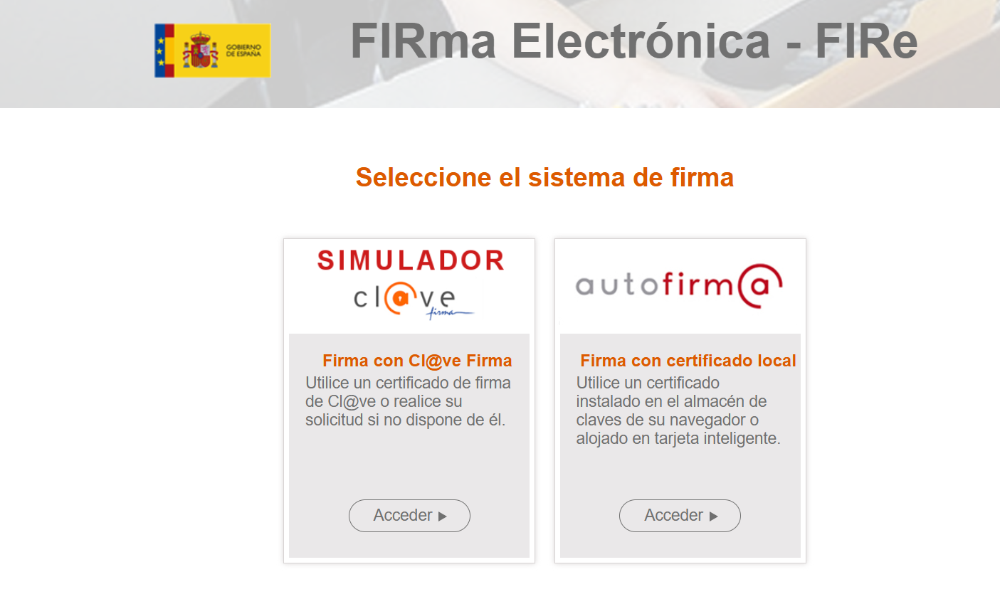 GOBIERNO
DE ESPAÑA
FIRma Electrónica - FIRe
Seleccione el sistema de firma
SIMULADOR
cl@ve
firma
Firma con Cl@ve Firma
Utilice un certificado de firma
de Cl@ve o realice su
solicitud si no dispone de él.
Acceder
autofirm@
Firma con certificado local
Utilice un certificado
instalado en el almacén de
claves de su navegador o
alojado en tarjeta inteligente.
Acceder